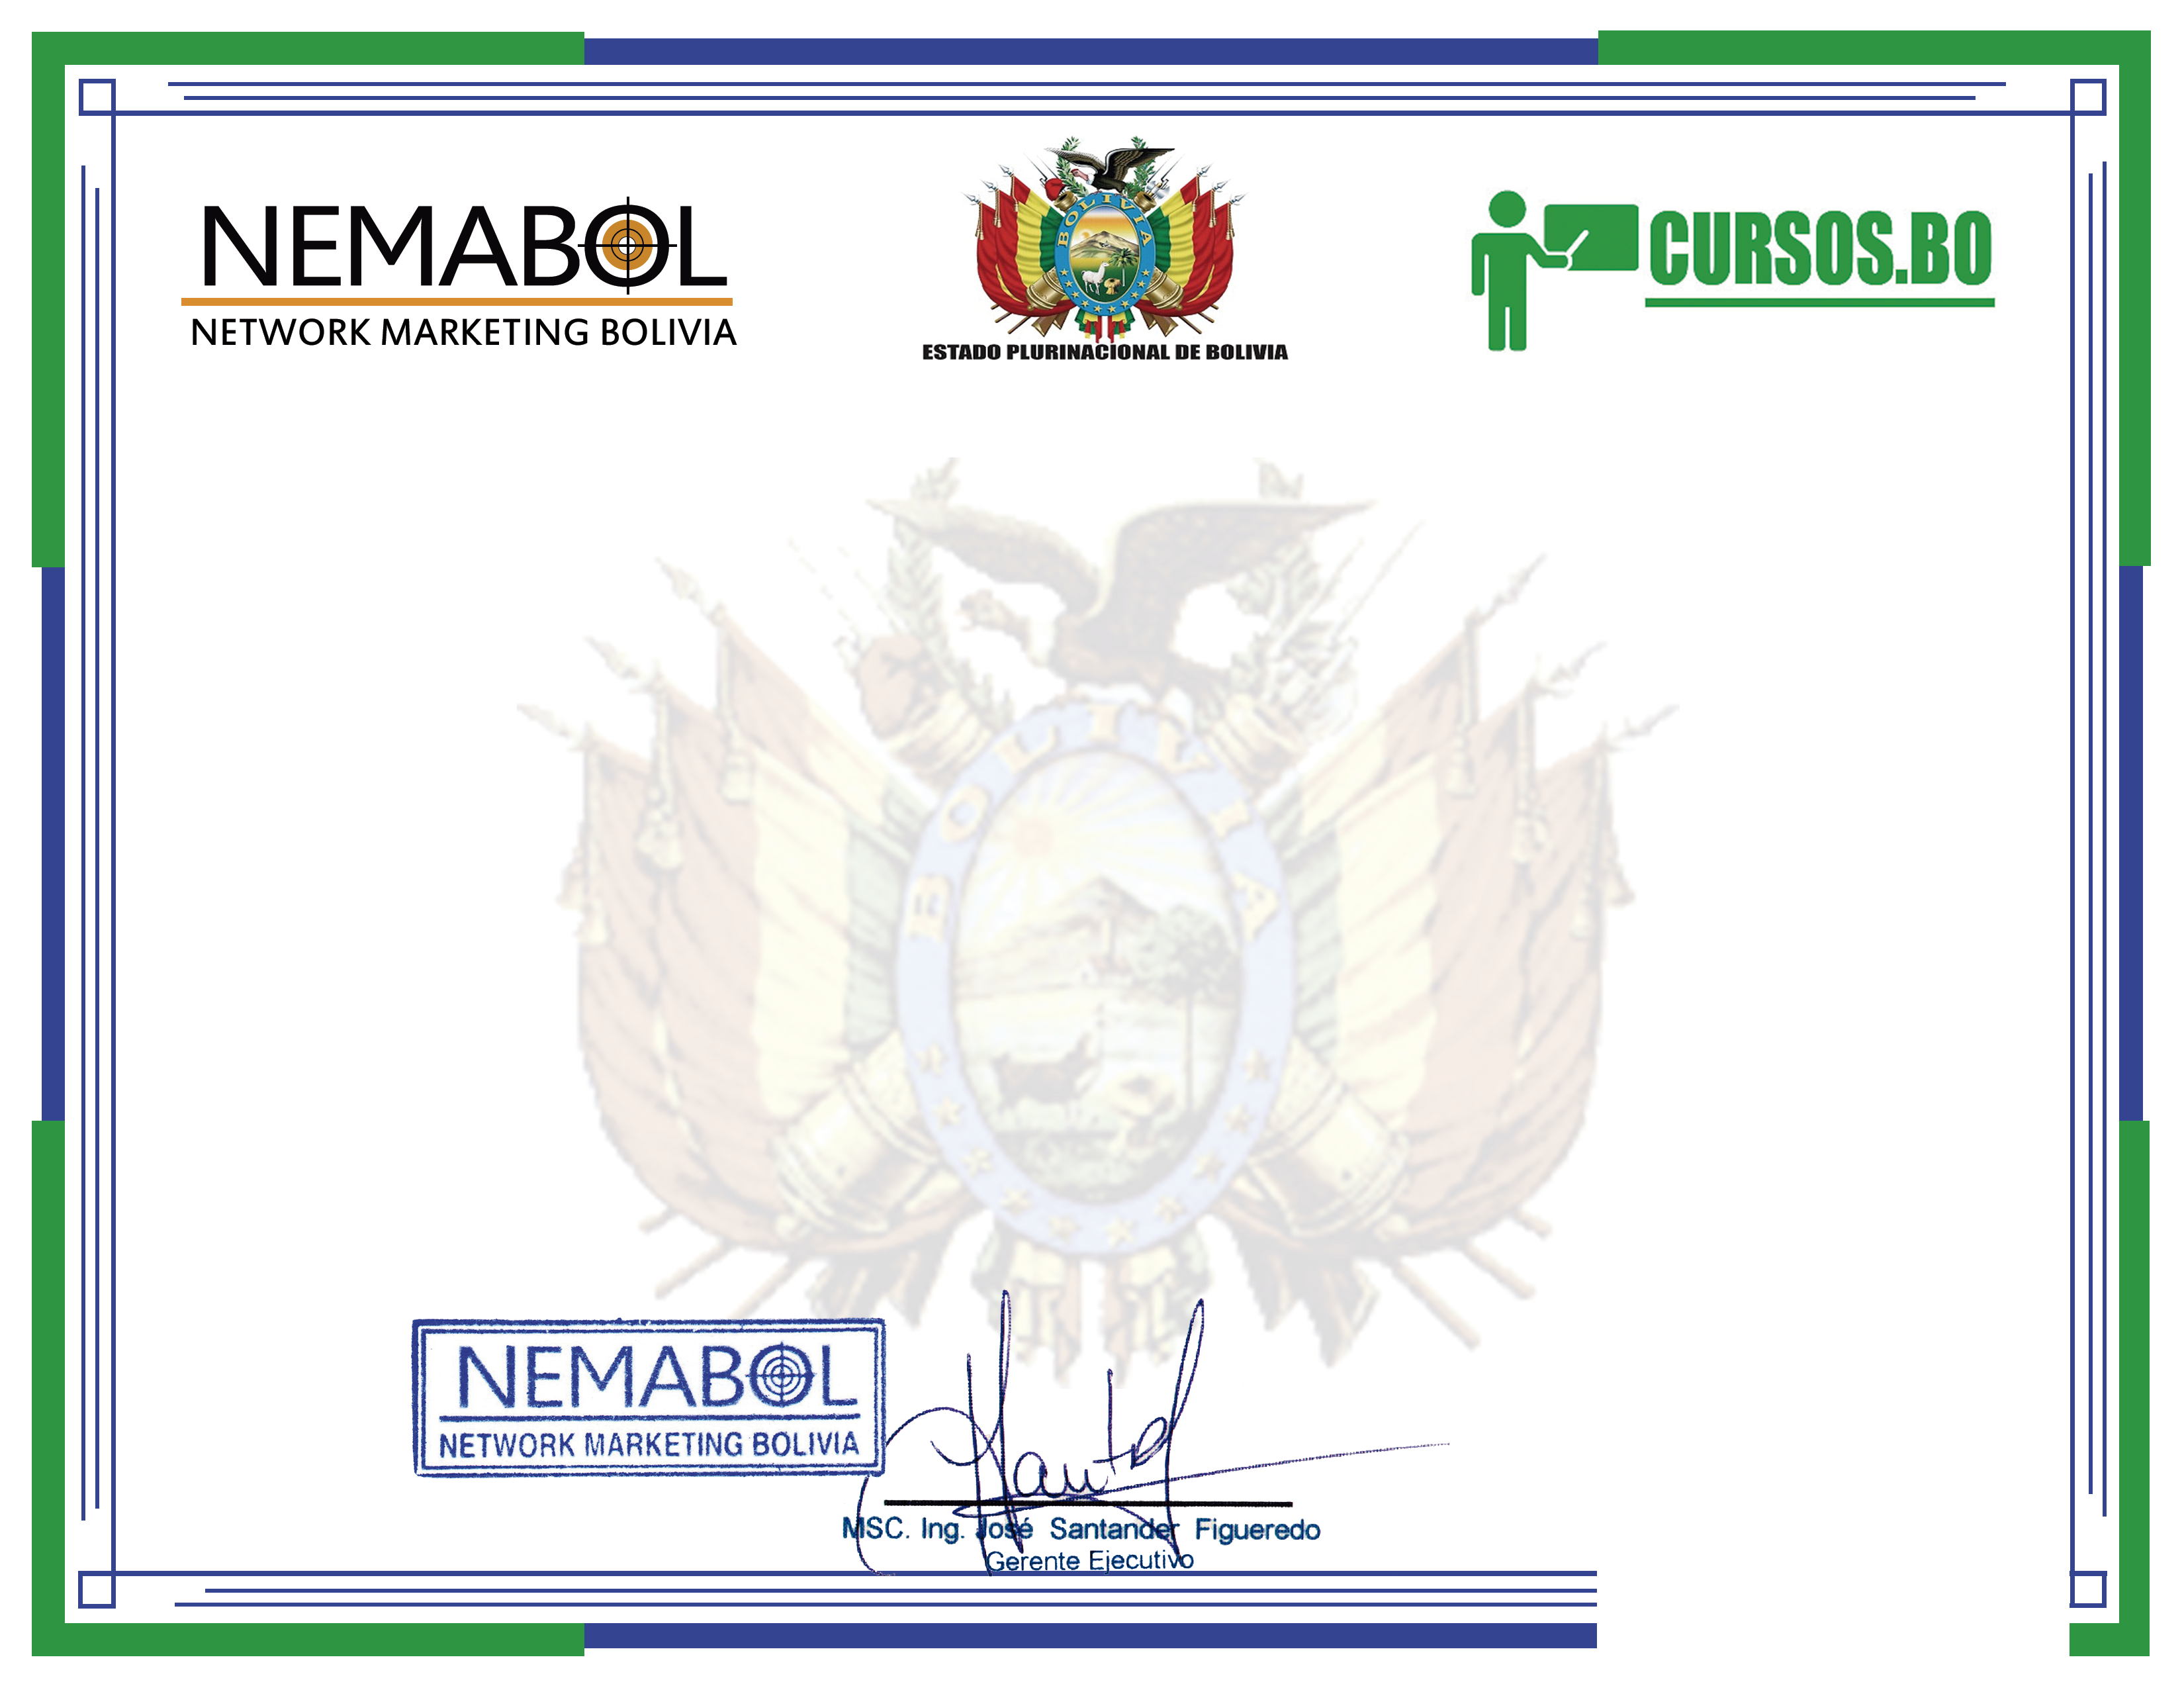 NEMABOL
NETWORK MARKETING BOLIVIA
BOLIVIA
ESTADO PLURINACIONAL DE BOLIVIA
CURSOS.BO
BOLIVIA
NEMABOL
NETWORK MARKETING BOLIVIA
MSC. Ing. José Santander Figueredo
Gerente Ejecutivo